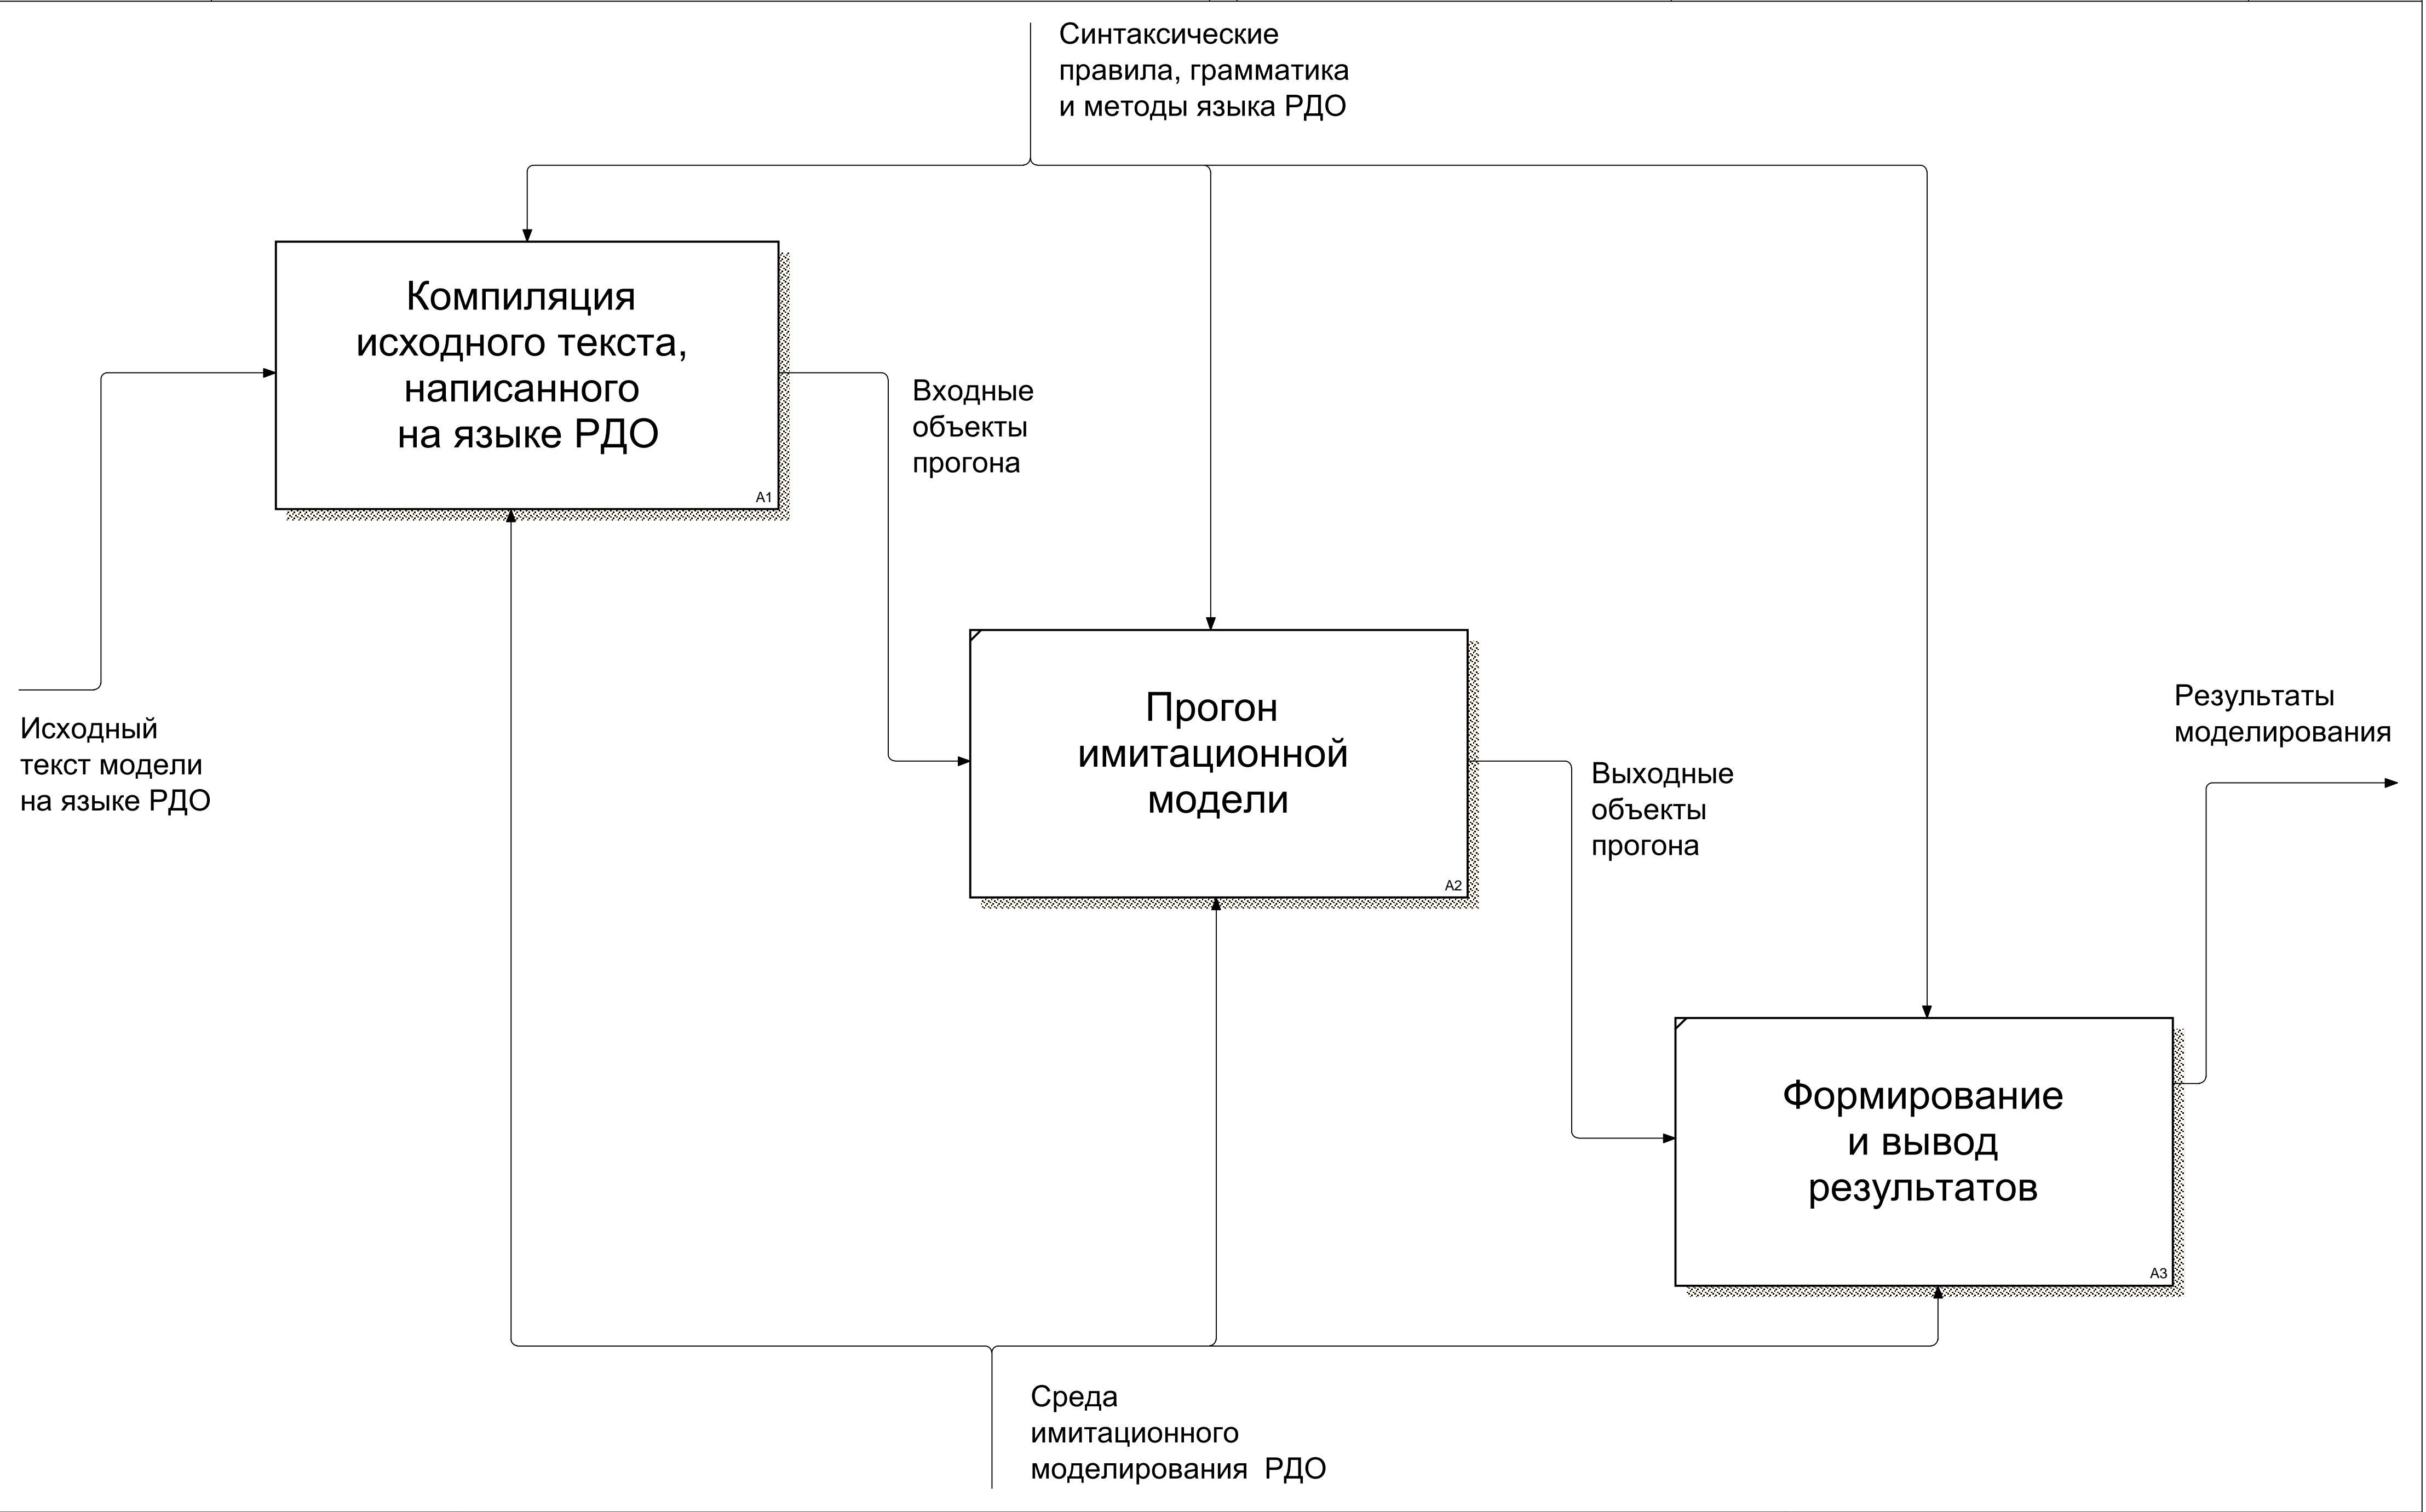 Синтаксические
правила, грамматика
и методы языка РДО
Компиляция
исходного текста,
написанного
на языке РДО
A1
Входные
объекты
прогона
Исходный
текст модели
на языке РДО
Прогон
имитационной
модели
A2
Выходные
объекты
прогона
Результаты
моделирования
Формирование
и вывод
результатов
A3
Среда
имитационного
моделирования РДО